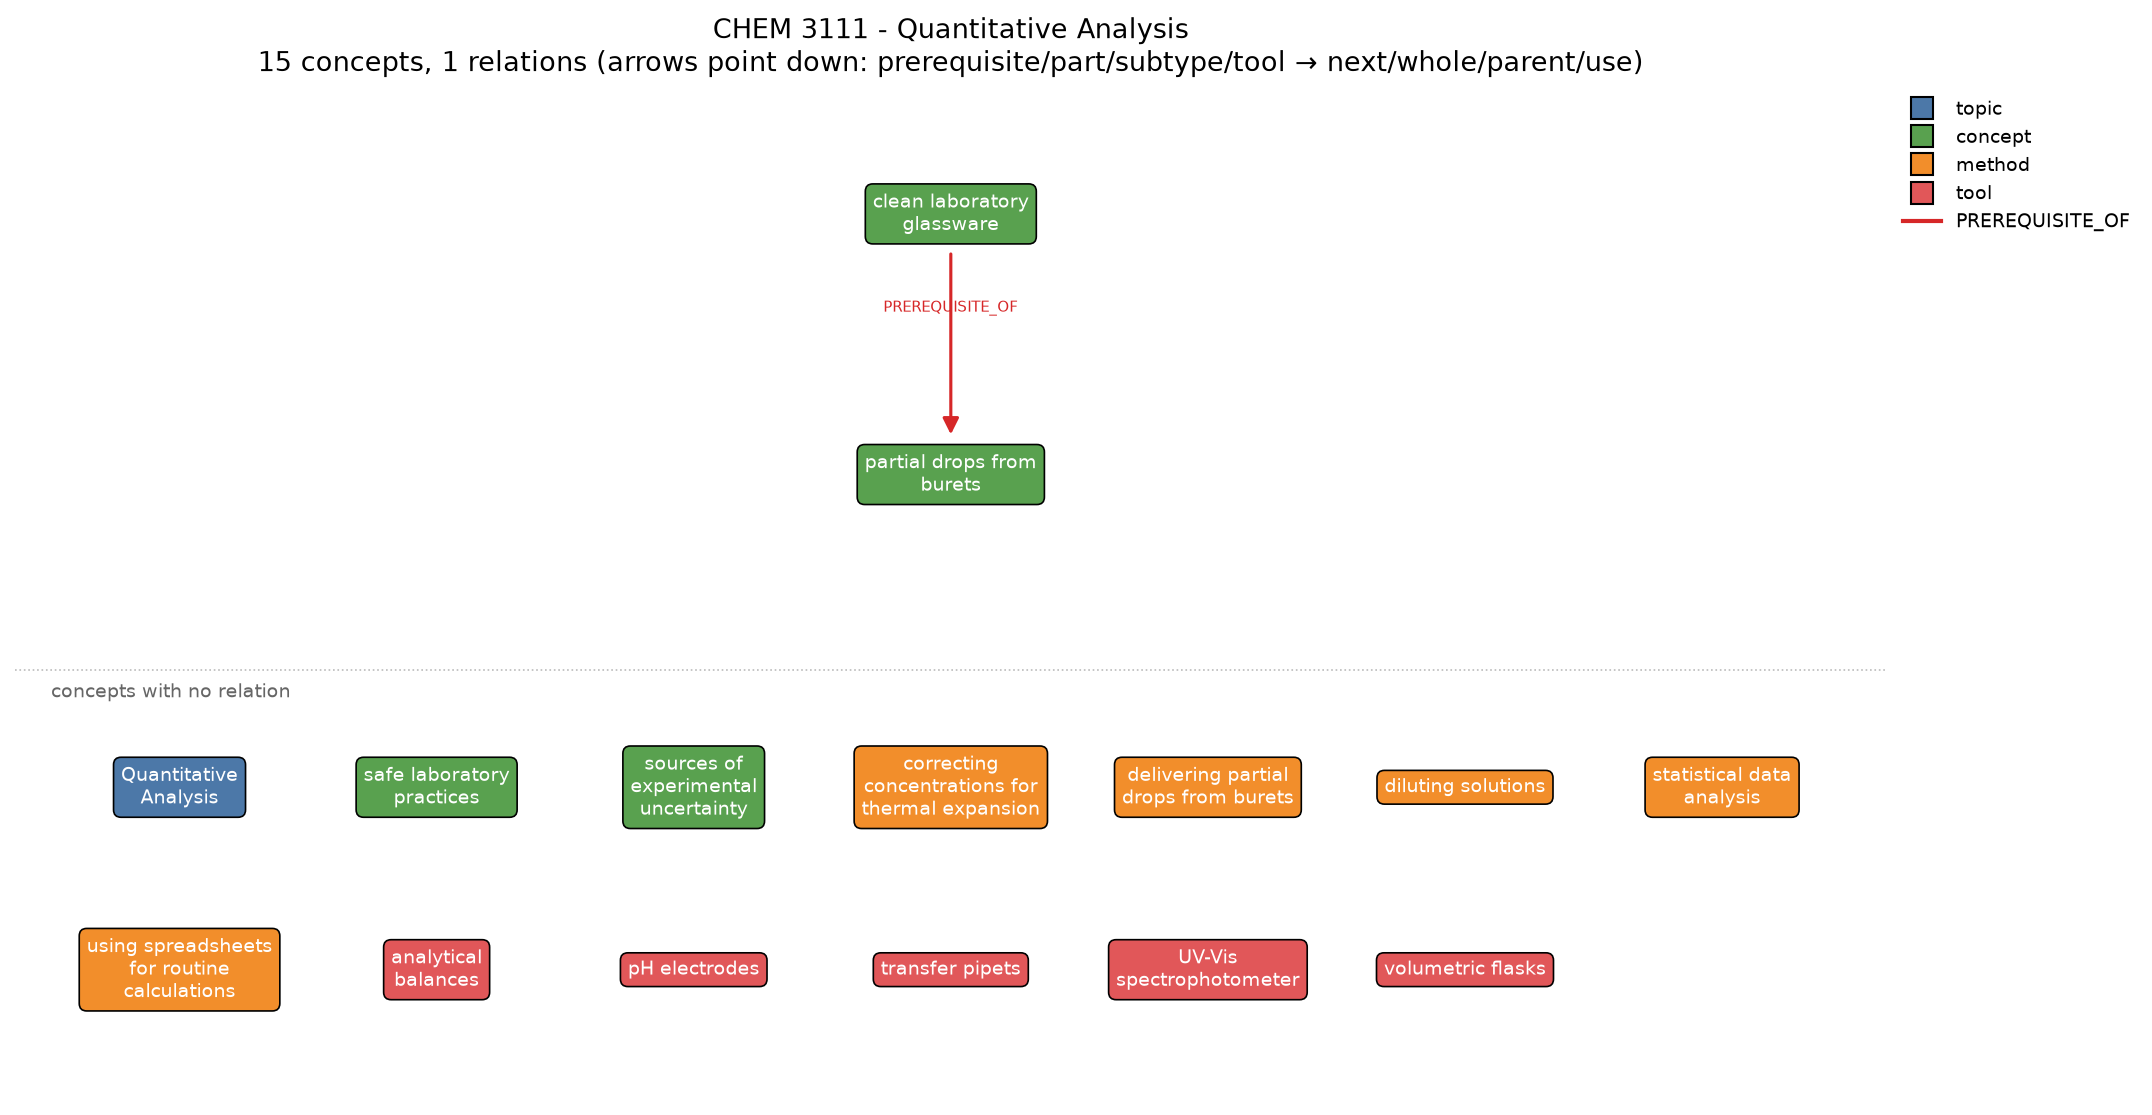 CHEM 3111 - Quantitative Analysis
15 concepts, 1 relations (arrows point down: prerequisite/part/subtype/tool → next/whole/parent/use)
topic
concept
method
tool
PREREQUISITE_OF
clean laboratory
glassware
PREREQUISITE_OF
partial drops from
burets
concepts with no relation
Quantitative
Analysis
safe laboratory
practices
sources of
experimental
uncertainty
correcting
concentrations for
thermal expansion
delivering partial
drops from burets
diluting solutions
statistical data
analysis
using spreadsheets
for routine
calculations
analytical
balances
pH electrodes
transfer pipets
UV-Vis
spectrophotometer
volumetric flasks